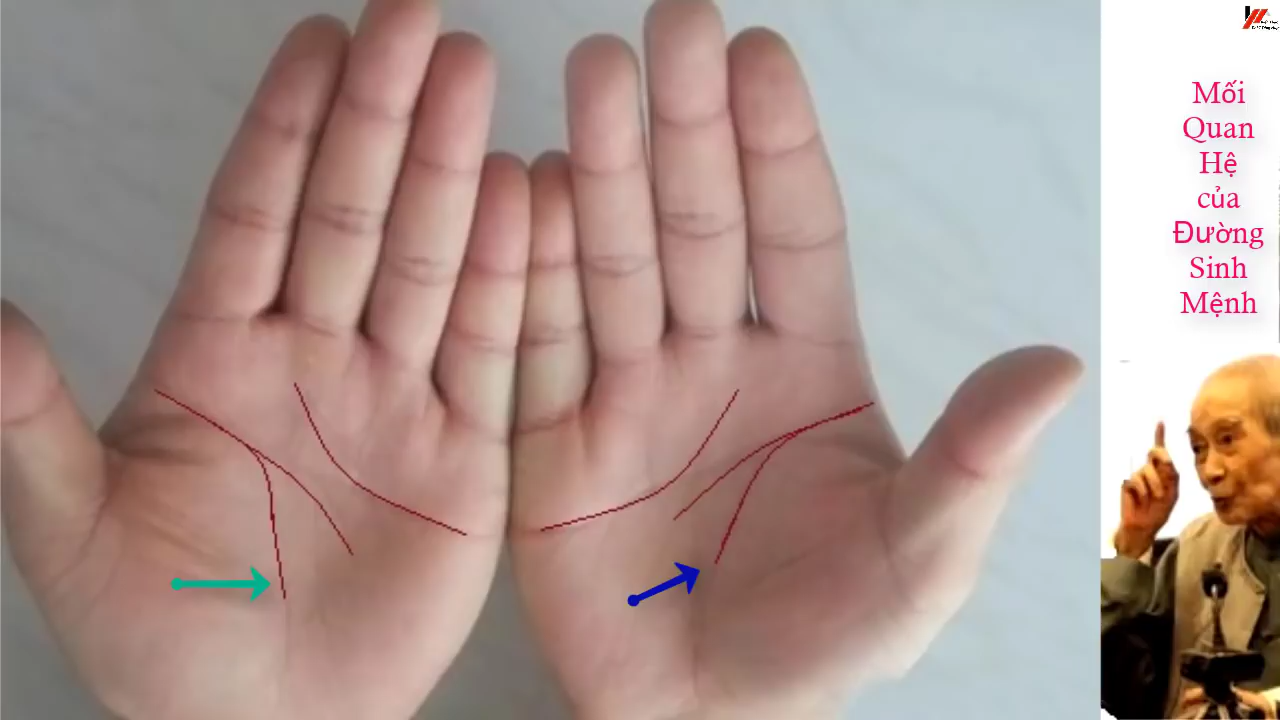 Mối
Quan
Hệ
của
Đường
Sinh
Mệnh